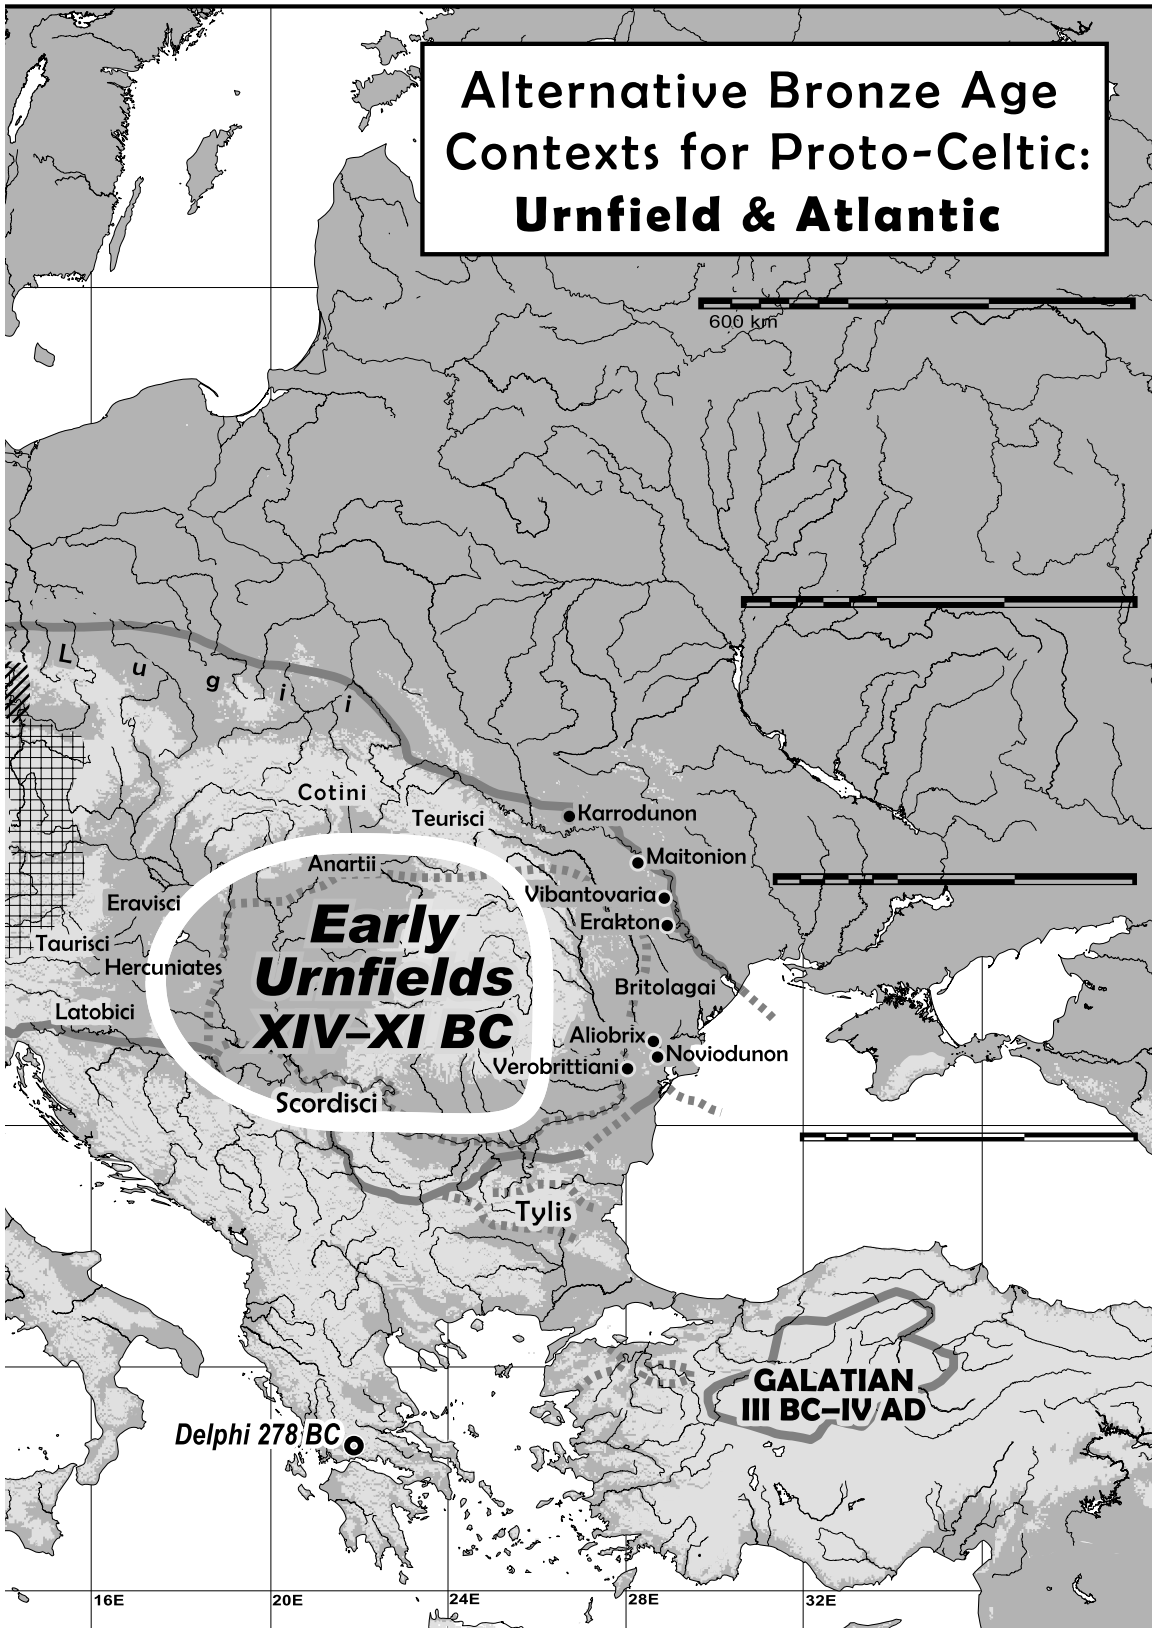 Alternative Bronze Age
Contexts for Proto-Celtic:
Urnfield & Atlantic
600 km
Lugii
Cotini
Teurisci
Karrodunon
Maitonion
Anartii
Vibantovaria
Eravisci
Erakton
Early
Urnfields
XIV–XI BC
Taurisci
Hercuniates
Britolagai
Latobici
Aliobrix
Noviodunon
Verobrittiani
Scordisci
Tylis
GALATIAN
III BC–IV AD
Delphi 278 BC
16E 20E 24E 28E 32E